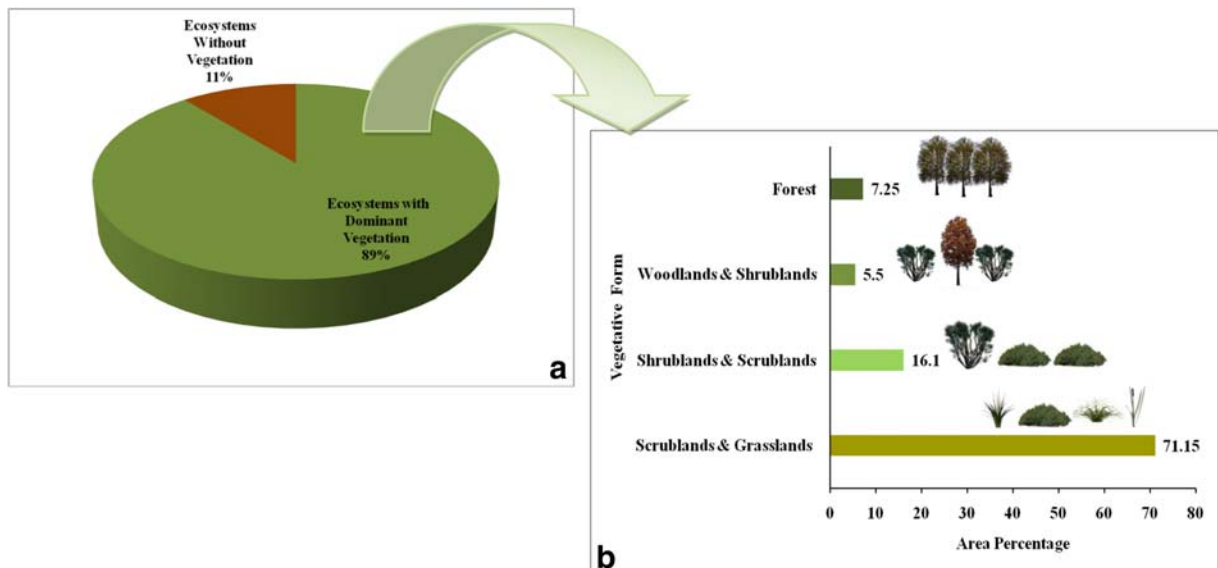 Ecosystems
Without
Vegetation
11%
Ecosystems with
Dominant
Vegetation
89%
a
Vegetative Form
Forest
7.25
Woodlands & Shrublands
5.5
Shrublands & Scrublands
16.1
Scrublands & Grasslands
71.15
0 10 20 30 40 50 60 70 80
Area Percentage
b